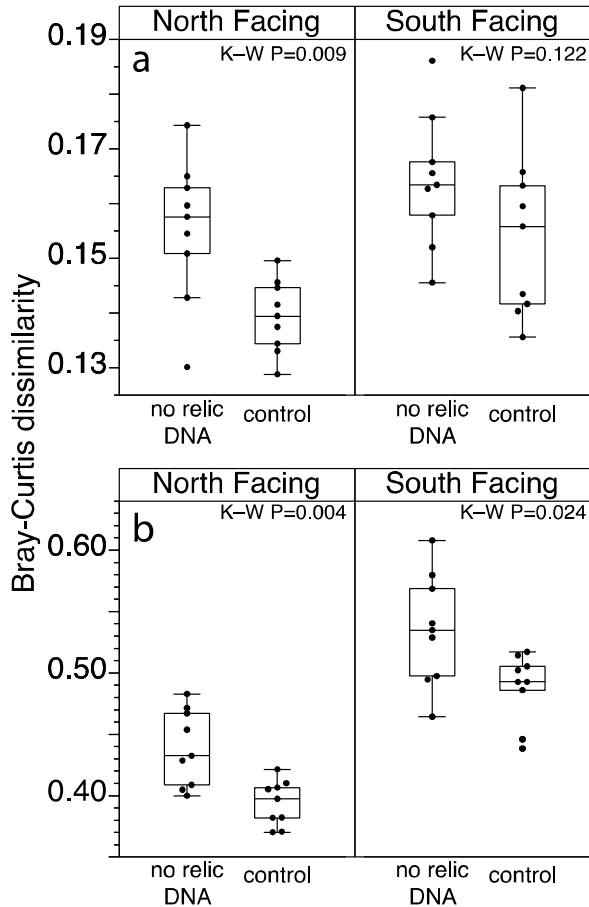 North Facing South Facing
a K–W P=0.009 K–W P=0.122
0.19
0.17
0.15
0.13
no relic DNA control no relic DNA control
Bray-Curtis dissimilarity
North Facing South Facing
b K–W P=0.004 K–W P=0.024
0.60
0.50
0.40
no relic DNA control no relic DNA control